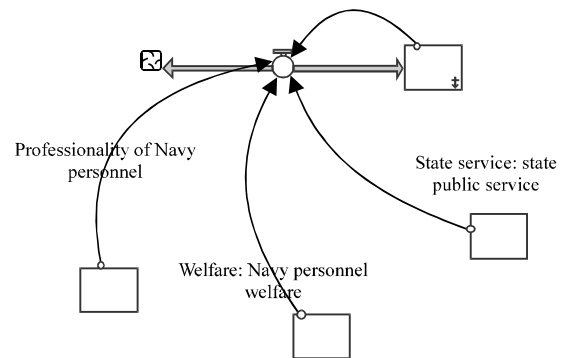 Professionality of Navy
personnel
State service: state
public service
Welfare: Navy personnel
welfare